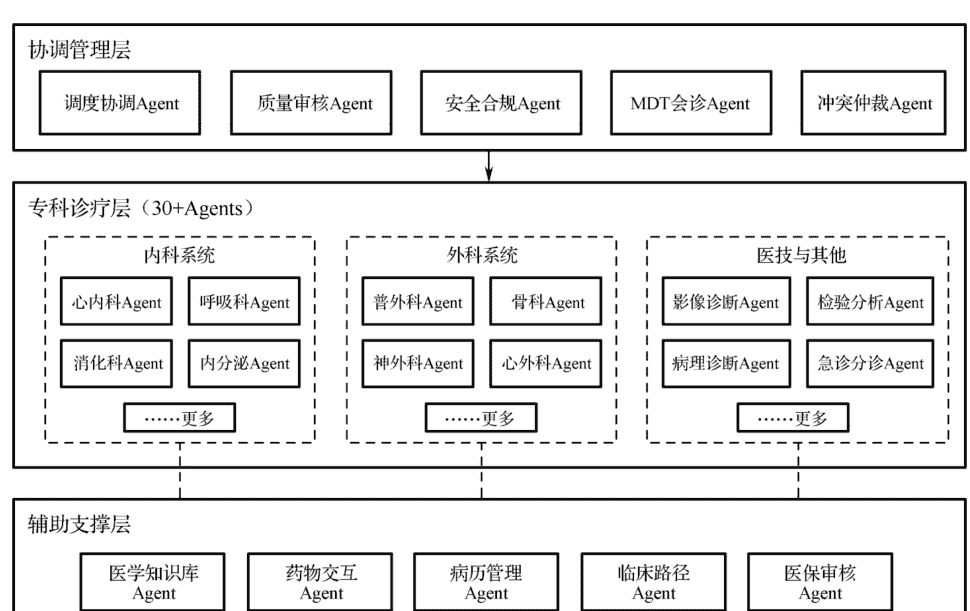 协调管理层
调度协调Agent
质量审核Agent
安全合规Agent
MDT会诊Agent
冲突仲裁Agent
专科诊疗层（30+Agents）
内科系统
心内科Agent
呼吸科Agent
消化科Agent
内分泌Agent
……更多
外科系统
普外科Agent
骨科Agent
神外科Agent
心外科Agent
……更多
医技与其他
影像诊断Agent
检验分析Agent
病理诊断Agent
急诊分诊Agent
……更多
辅助支撑层
医学知识库
Agent
药物交互
Agent
病历管理
Agent
临床路径
Agent
医保审核
Agent